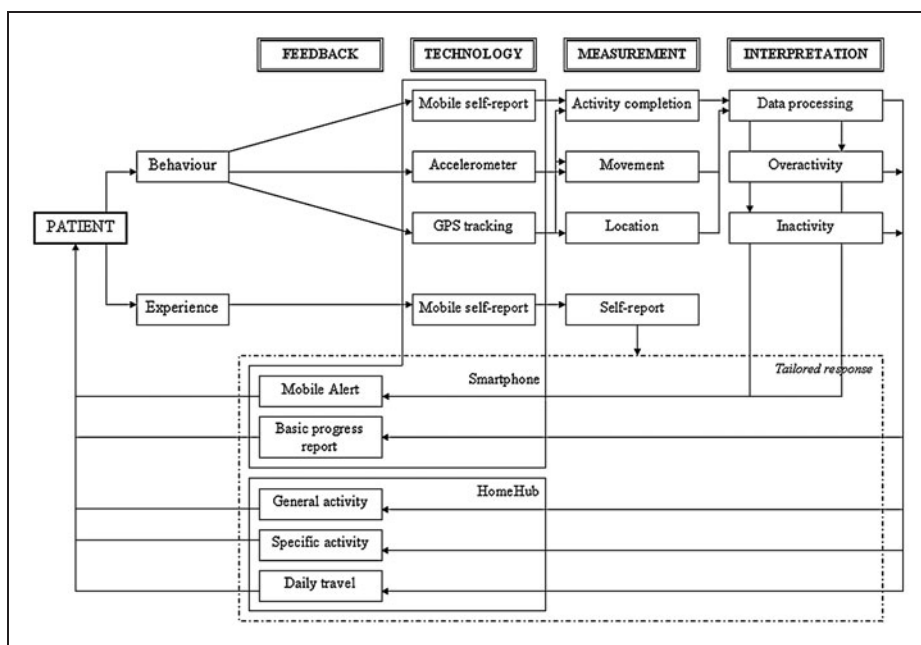 FEEDBACK TECHNOLOGY MEASUREMENT INTERPRETATION
Mobile self-report Activity completion Data processing
Behaviour Accelerometer Movement Overactivity
PATIENT GPS tracking Location Inactivity
Experience Mobile self-report Self-report
Tailored response
Smartphone
Mobile Alert
Basic progress
report
HomeHub
General activity
Specific activity
Daily travel